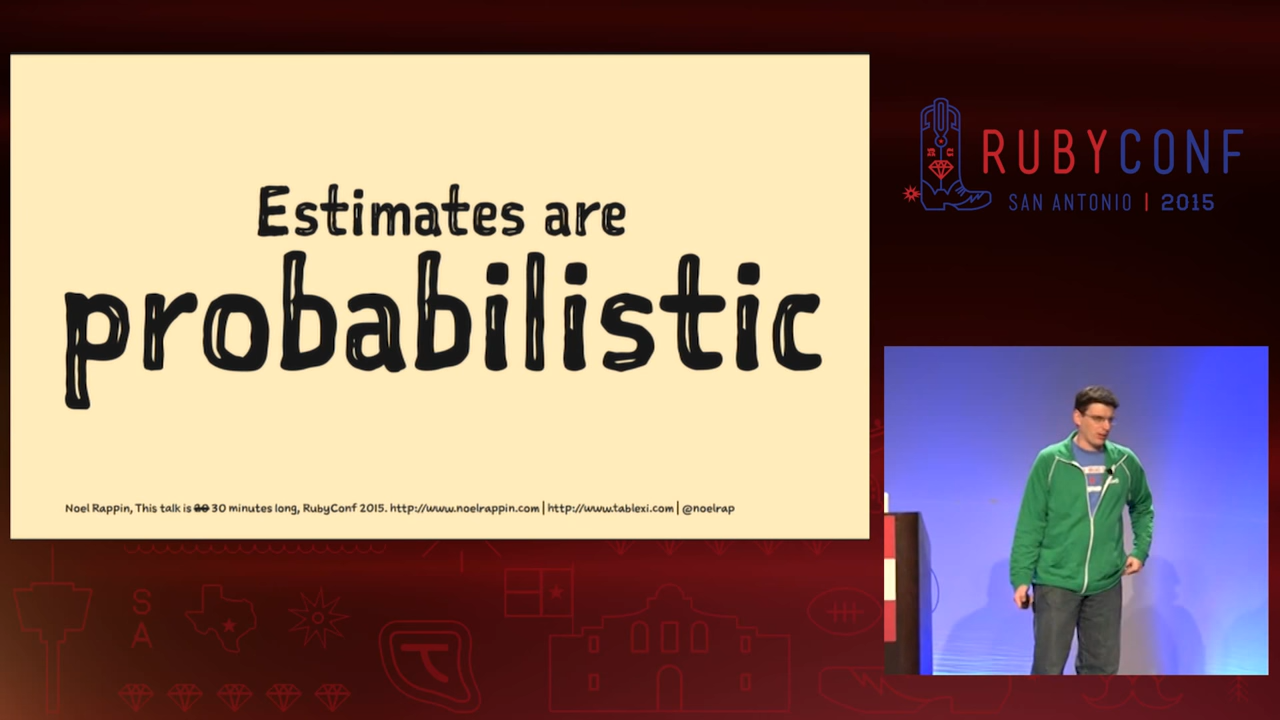 Estimates are
probabilistic
Noel Rappin, This talk is 20 30 minutes long, RubyConf 2015. http://www.noelrappin.com | http://www.tablexi.com | @noelrap
RUBYCONF
SAN ANTONIO | 2015
S
A